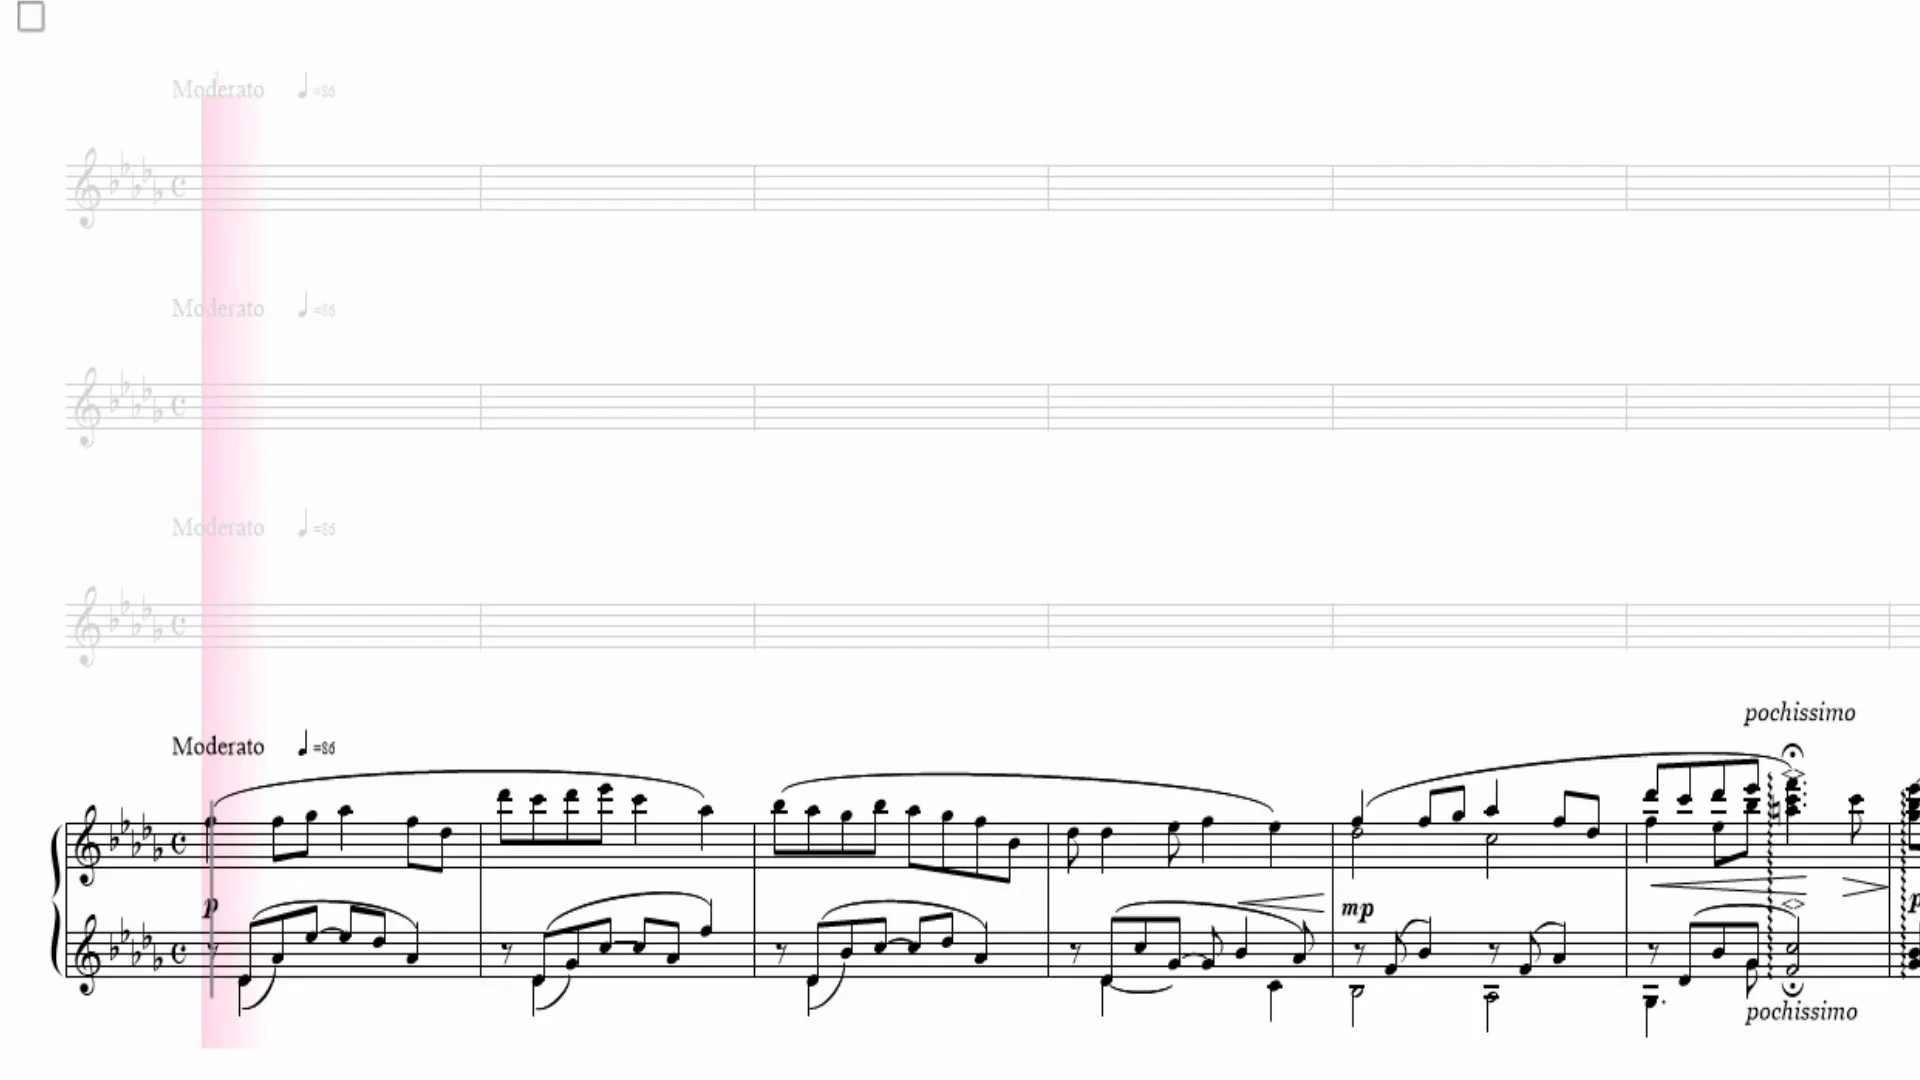 Moderato ♩=86
Moderato ♩=86
Moderato ♩=86
pochissimo
Moderato ♩=86
p
mp
p
pochissimo